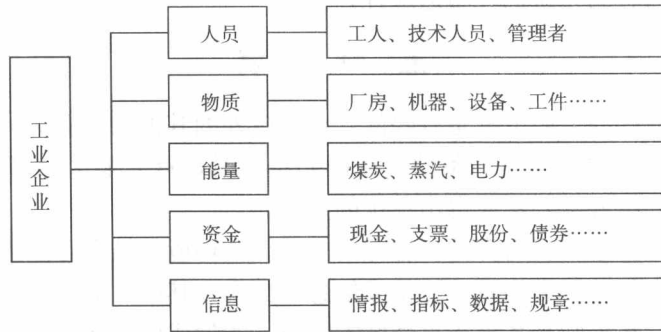 人员
工人、技术人员、管理者
物质
厂房、机器、设备、工件……
工业企业
能量
煤炭、蒸汽、电力……
资金
现金、支票、股份、债券……
信息
情报、指标、数据、规章……